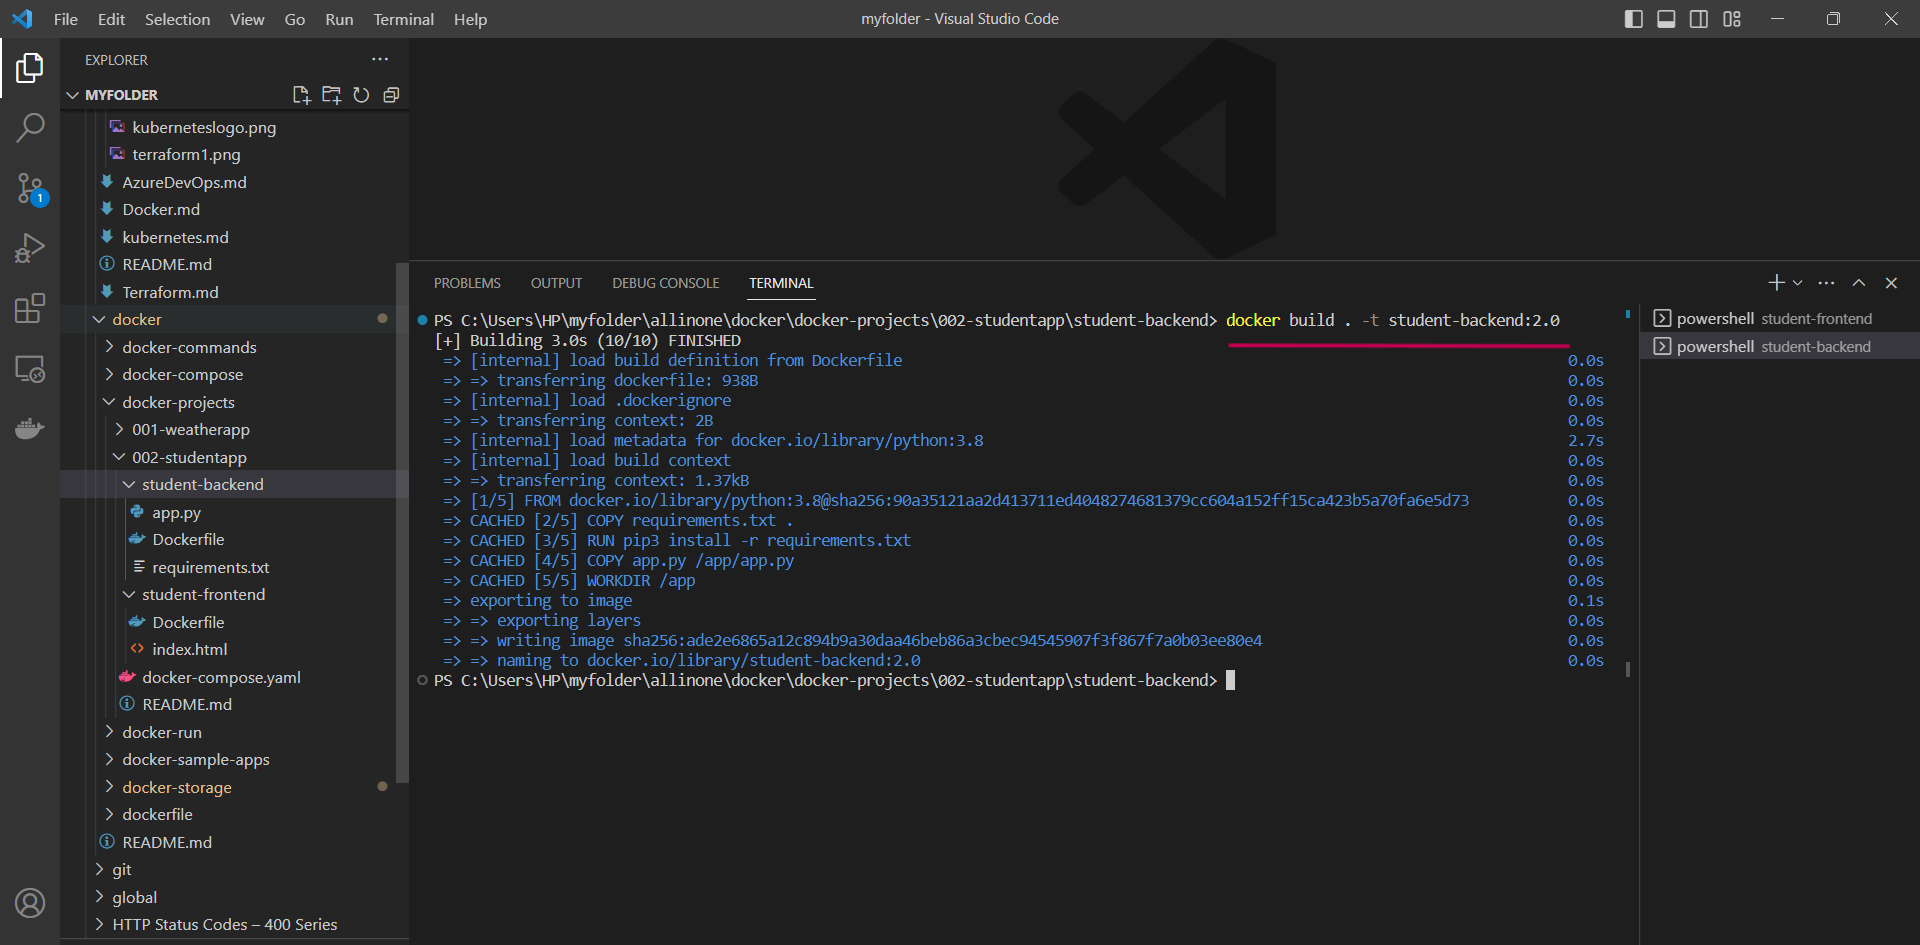 File Edit Selection View Go Run Terminal Help
myfolder - Visual Studio Code
EXPLORER
MYFOLDER
kuberneteslogo.png
terraform1.png
AzureDevOps.md
Docker.md
kubernetes.md
README.md
Terraform.md
docker
docker-commands
docker-compose
docker-projects
001-weatherapp
002-studentapp
student-backend
app.py
Dockerfile
requirements.txt
student-frontend
Dockerfile
index.html
docker-compose.yaml
README.md
docker-run
docker-sample-apps
docker-storage
dockerfile
README.md
git
global
HTTP Status Codes – 400 Series
1
PROBLEMS OUTPUT DEBUG CONSOLE TERMINAL
PS C:\Users\HP\myfolder\allinone\docker\docker-projects\002-studentapp\student-backend> docker build . -t student-backend:2.0
[+] Building 3.0s (10/10) FINISHED
=> [internal] load build definition from Dockerfile 0.0s
=> => transferring dockerfile: 938B 0.0s
=> [internal] load .dockerignore 0.0s
=> => transferring context: 2B 0.0s
=> [internal] load metadata for docker.io/library/python:3.8 2.7s
=> [internal] load build context 0.0s
=> => transferring context: 1.37kB 0.0s
=> [1/5] FROM docker.io/library/python:3.8@sha256:90a35121aa2d413711ed4048274681379cc604a152ff15ca423b5a70fa6e5d73 0.0s
=> CACHED [2/5] COPY requirements.txt . 0.0s
=> CACHED [3/5] RUN pip3 install -r requirements.txt 0.0s
=> CACHED [4/5] COPY app.py /app/app.py 0.0s
=> CACHED [5/5] WORKDIR /app 0.0s
=> exporting to image 0.1s
=> => exporting layers 0.0s
=> => writing image sha256:ade2e6865a12c894b9a30daa46beb86a3cbec94545907f3f867f7a0b03ee80e4 0.0s
=> => naming to docker.io/library/student-backend:2.0 0.0s
PS C:\Users\HP\myfolder\allinone\docker\docker-projects\002-studentapp\student-backend>
powershell student-frontend
powershell student-backend